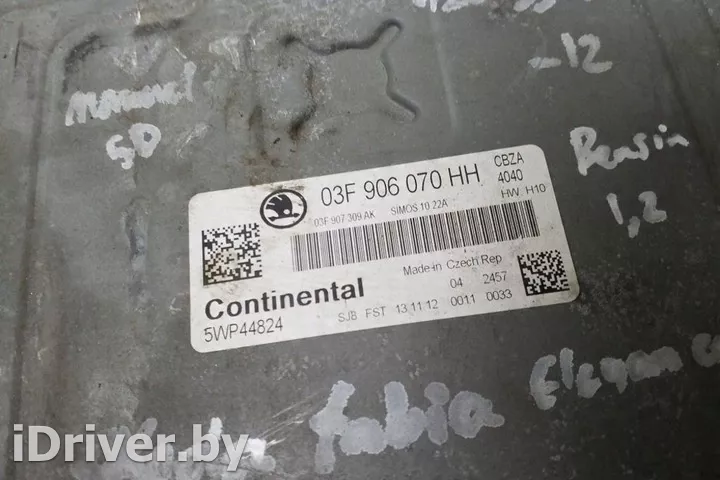 -12
Manual
5D
Bensin
1,2
03F 906 070 HH
CBZA
4040
03F 907 309 AK SIMOS 10.22A HW. H10
Made-in Czech Rep
Continental
04 2457
5WP44824
SJB FST 13.11.12 0011 0033
fabia
iDriver.by